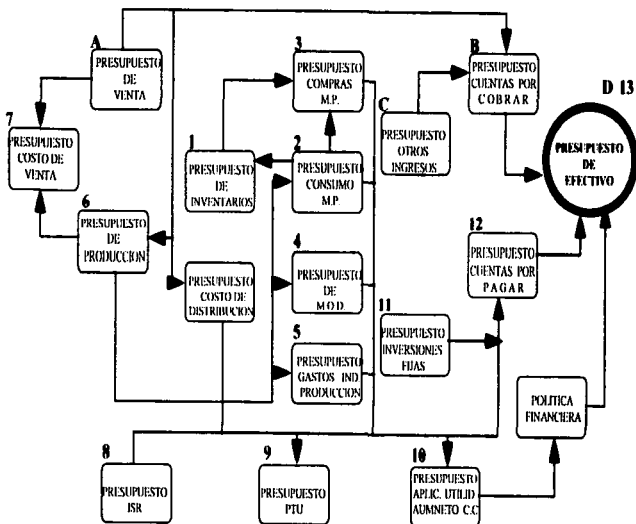 A
PRESUPUESTO
DE
VENTA
7
PRESUPUESTO
COSTO DE
VENTA
6
PRESUPUESTO
DE
PRODUCCION
1
PRESUPUESTO
DE
INVENTARIOS
PRESUPUESTO
COSTO DE
DISTRIBUCION
3
PRESUPUESTO
COMPRAS
M.P.
2
PRESUPUESTO
CONSUMO
M.P.
4
PRESUPUESTO
DE
M.O.D.
5
PRESUPUESTO
GASTOS IND.
PRODUCCION
B
PRESUPUESTO
CUENTAS POR
COBRAR
C
PRESUPUESTO
OTROS
INGRESOS
D 13
PRESUPUESTO
DE
EFECTIVO
12
PRESUPUESTO
CUENTAS POR
PAGAR
11
PRESUPUESTO
INVERSIONES
FIJAS
POLITICA
FINANCIERA
8
PRESUPUESTO
ISR
9
PRESUPUESTO
PTU
10
PRESUPUESTO
APLIC. UTILID
AUMNETO C.C